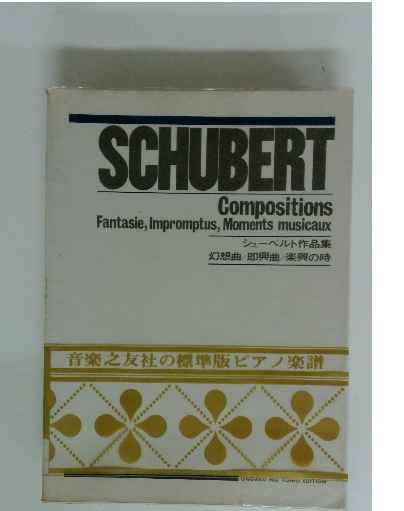 SCHUBERT
Compositions
Fantasie, Impromptus, Moments musicaux
シューベルト作品集
幻想曲/即興曲/楽興の時
音楽之友社の標準版ピアノ楽譜
ONGAKU NO TOMO EDITION